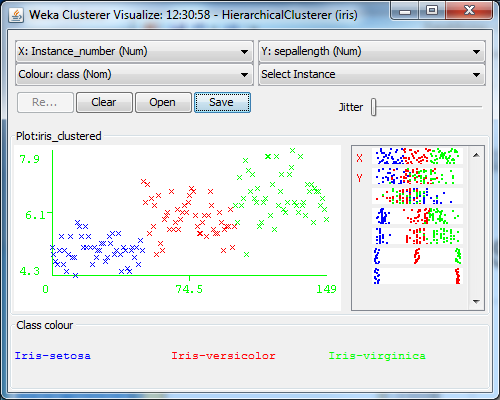 Weka Clusterer Visualize: 12:30:58 - HierarchicalClusterer (iris)
X: Instance_number (Num)
Y: sepallength (Num)
Colour: class (Nom)
Select Instance
Re...
Clear
Open
Save
Jitter
Plot:iris_clustered
7.9
6.1
4.3
0
74.5
149
X
Y
Class colour
Iris-setosa
Iris-versicolor
Iris-virginica